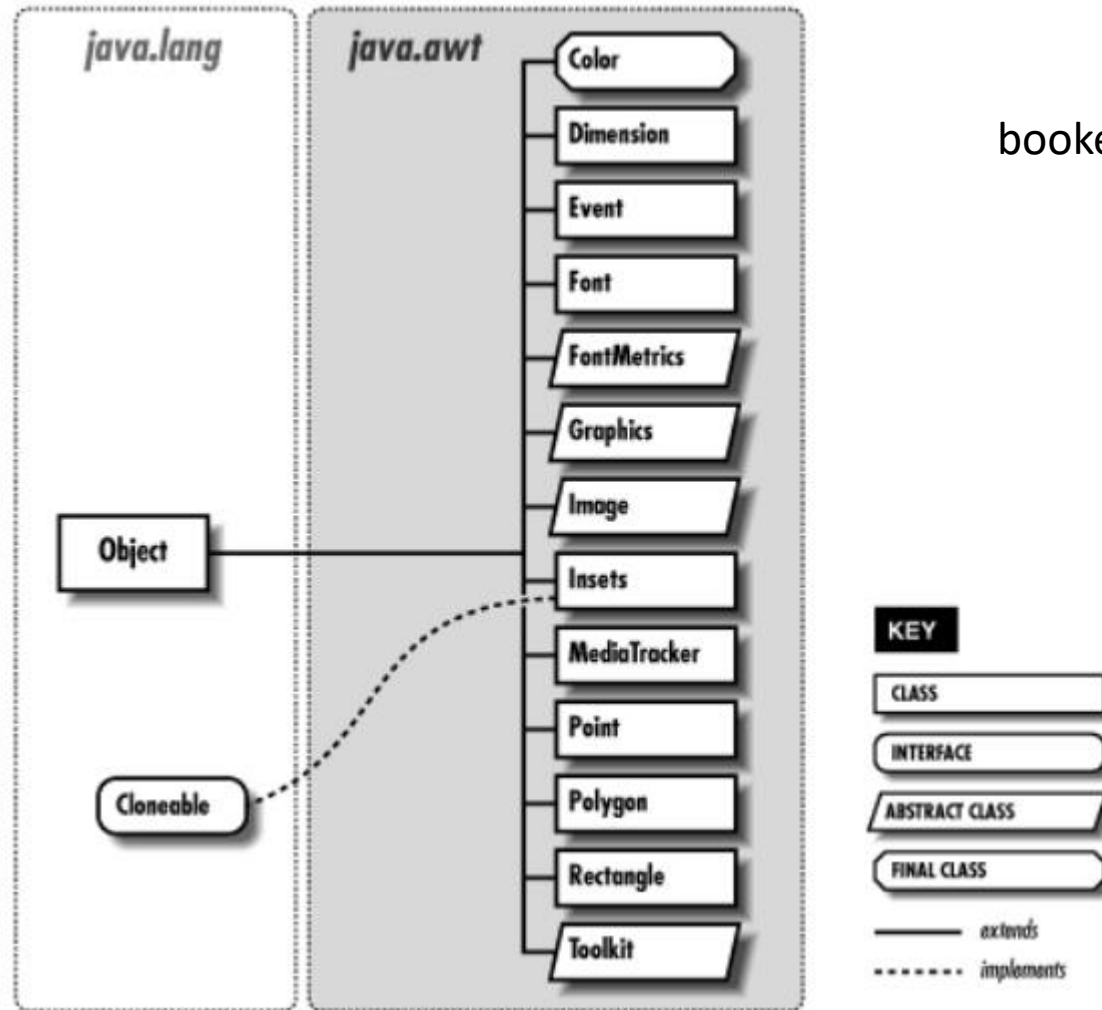 java.lang
java.awt
Color
Dimension
Event
Font
FontMetrics
Graphics
Image
Object
Insets
MediaTracker
Point
Cloneable
Polygon
Rectangle
Toolkit
KEY
CLASS
INTERFACE
ABSTRACT CLASS
FINAL CLASS
extends
implements